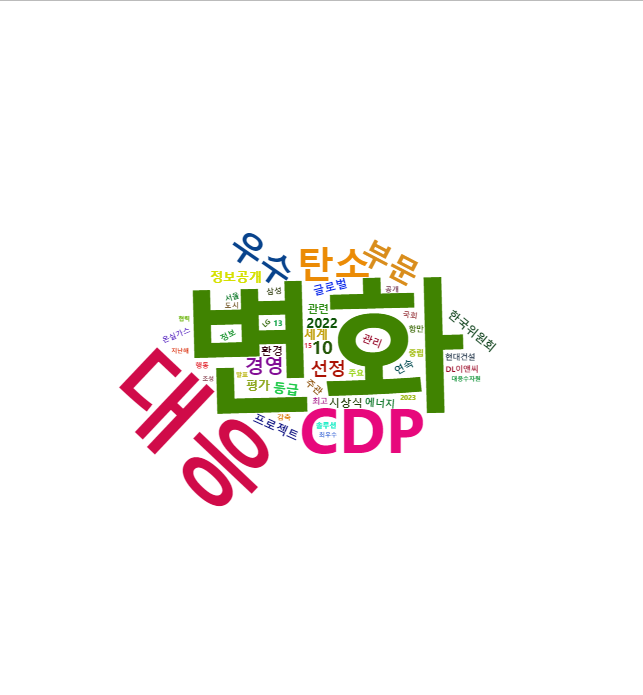 우수
탄소
부문
정보공개
삼성
글로벌
공개
서울
도시
관련
국회
한국위원회
전력
정보
13
2022
항만
온실가스
세계
관리
지난해
환경
15
10
중립
현대건설
행동
경영
선정
주요
연속
DL이앤씨
조성
평가
등급
주관
대응수자원
변화
대응
최고
시상식
에너지
2023
프로젝트
감축
솔루션
최우수
CDP